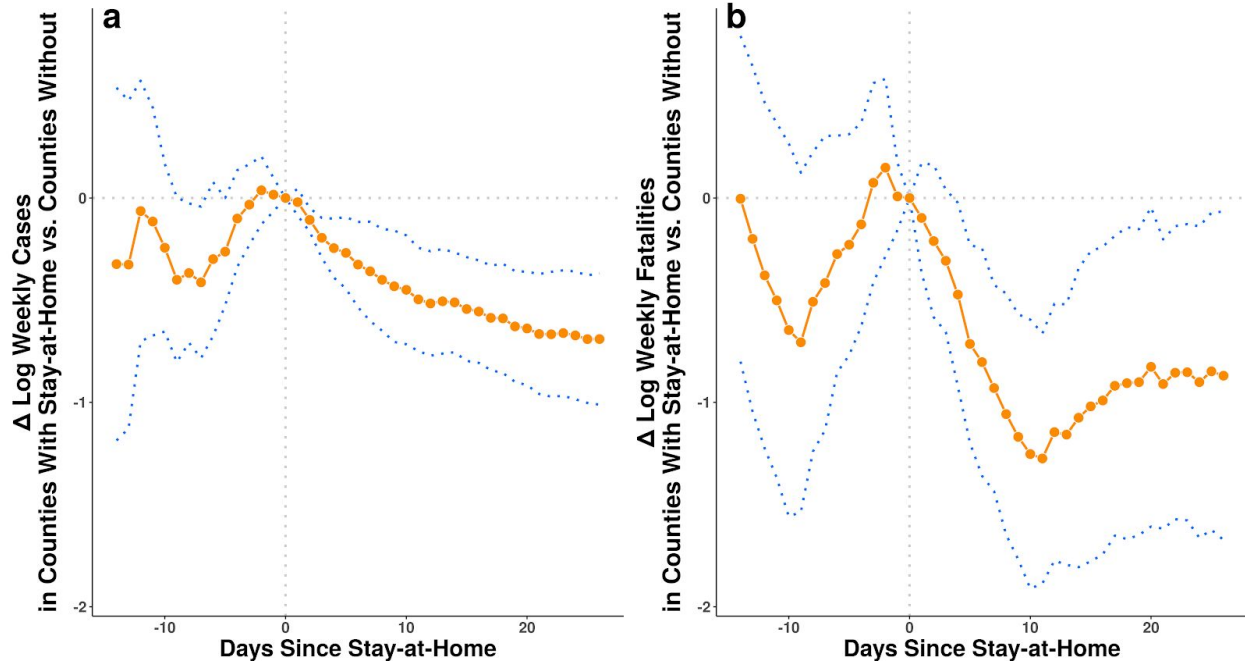 a
Δ Log Weekly Cases
in Counties With Stay-at-Home vs. Counties Without
0
-1
-2
-10 0 10 20
Days Since Stay-at-Home
b
Δ Log Weekly Fatalities
in Counties With Stay-at-Home vs. Counties Without
0
-1
-2
-10 0 10 20
Days Since Stay-at-Home